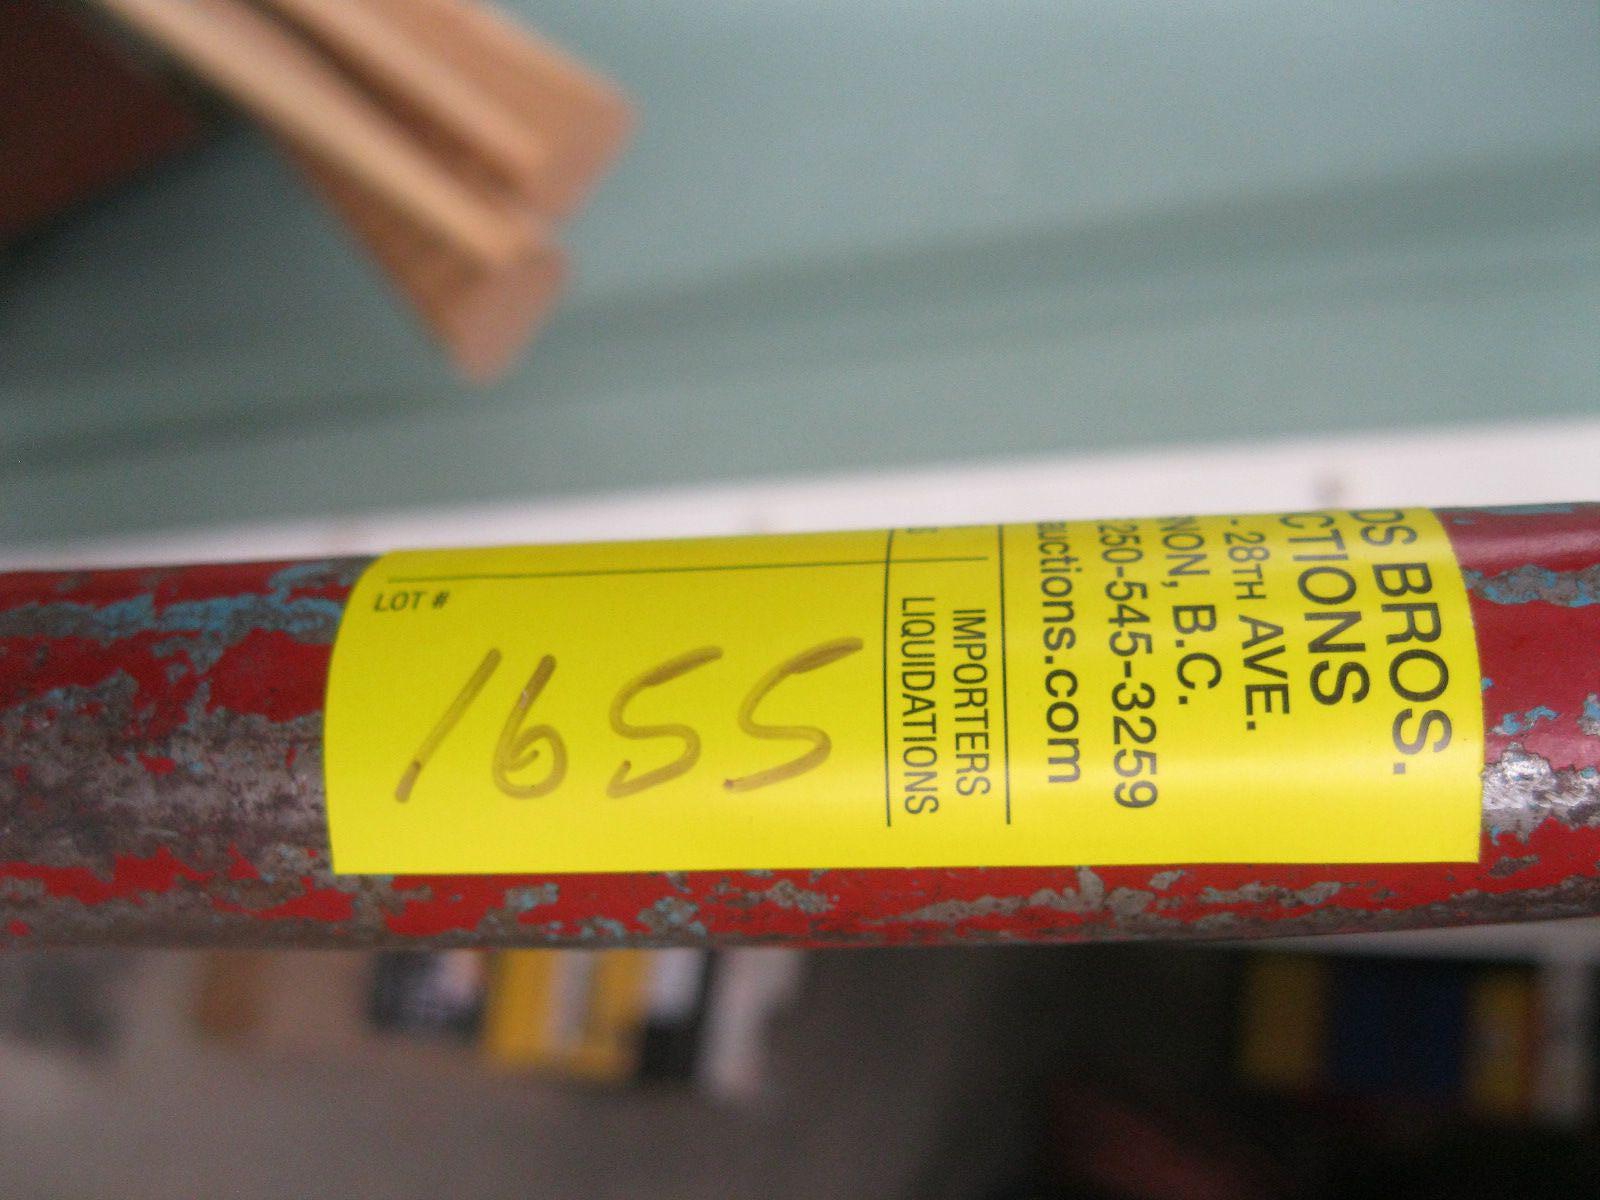 DS BROS.
CTIONS
- 28TH AVE.
NON, B.C.
250-545-3259
auctions.com
IMPORTERS
LIQUIDATIONS
LOT #
1655